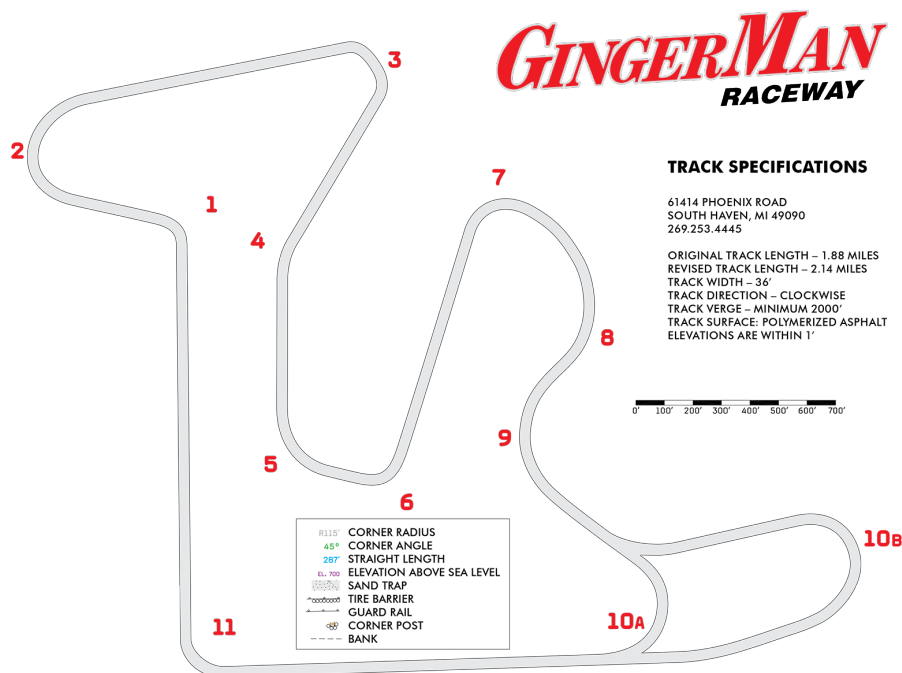 GINGERMAN
RACEWAY
3
2
1
4
7
8
9
5
6
10A
10B
11
TRACK SPECIFICATIONS
61414 PHOENIX ROAD
SOUTH HAVEN, MI 49090
269.253.4445
ORIGINAL TRACK LENGTH – 1.88 MILES
REVISED TRACK LENGTH – 2.14 MILES
TRACK WIDTH – 36'
TRACK DIRECTION – CLOCKWISE
TRACK VERGE – MINIMUM 2000'
TRACK SURFACE: POLYMERIZED ASPHALT
ELEVATIONS ARE WITHIN 1'
0' 100' 200' 300' 400' 500' 600' 700'
R115' CORNER RADIUS
45° CORNER ANGLE
287' STRAIGHT LENGTH
EL. 700 ELEVATION ABOVE SEA LEVEL
SAND TRAP
TIRE BARRIER
GUARD RAIL
CORNER POST
BANK